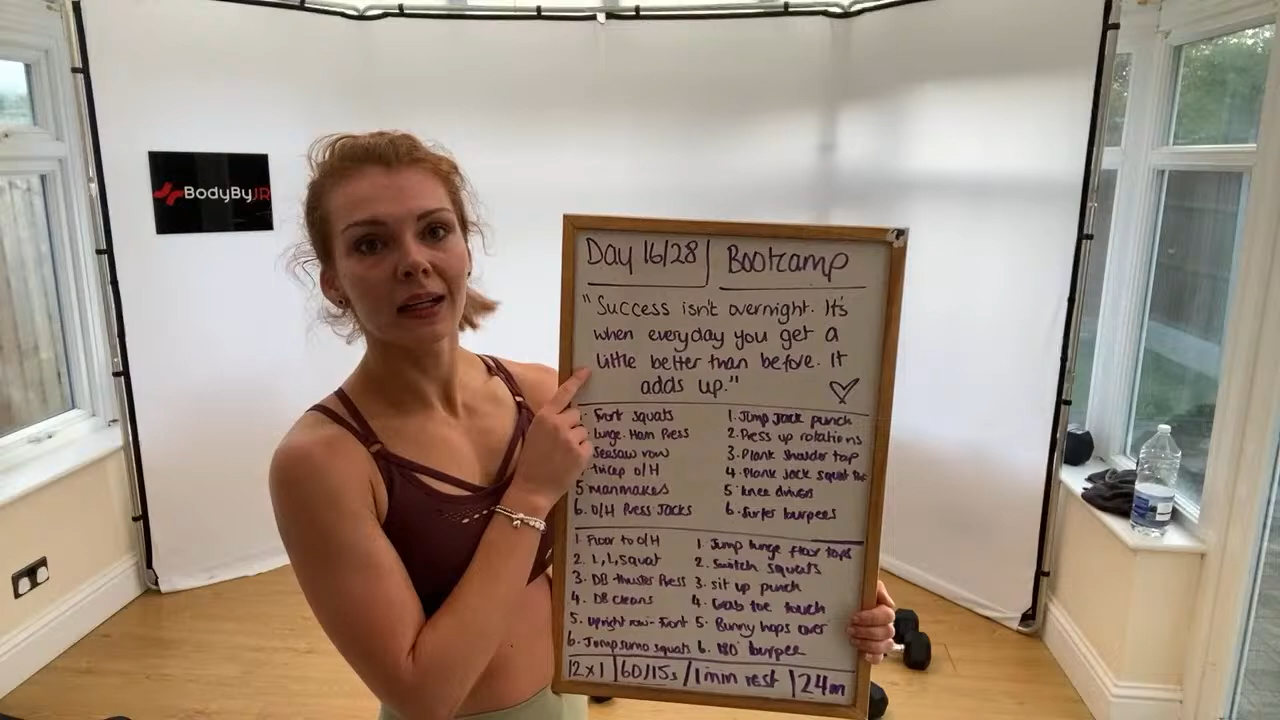 BodyByJR
Day 16/28 | Bootcamp
"Success isn't overnight. It's
when everyday you get a
little better than before. It
adds up."
Front squats
lunge. Ham Press
Seesaw row
tricep O/H
5 manmakes
6. O/H Press Jacks
1. Jump Jack punch
2. Press up rotations
3. Plank shoulder tap
4. Plank jack squat
5. knee drives
6. Surfer burpees
1. Floor to O/H
2. L, L, squat
3. DB thruster Press
4. DB cleans
5. upright row - Front
6. Jump sumo squats
1. Jump lunge floor taps
2. Switch squats
3. sit up punch
4. Crab toe touch
5. Bunny hops over
6. 180° burpee
12x1 | 60/15s / 1min rest | 24m